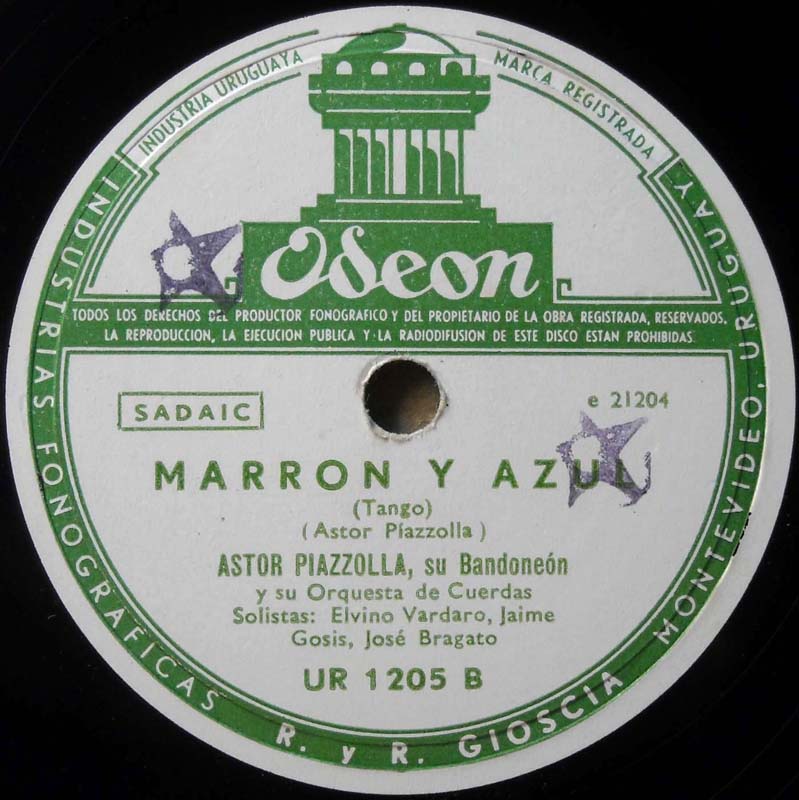 INDUSTRIA URUGUAYA
MARCA REGISTRADA
Odeon
TODOS LOS DERECHOS DEL PRODUCTOR FONOGRAFICO Y DEL PROPIETARIO DE LA OBRA REGISTRADA, RESERVADOS.
LA REPRODUCCION, LA EJECUCION PUBLICA Y LA RADIODIFUSION DE ESTE DISCO ESTAN PROHIBIDAS.
SADAIC
e 21204
MARRON Y AZUL
(Tango)
(Astor Piazzolla)
ASTOR PIAZZOLLA, su Bandoneón
y su Orquesta de Cuerdas
Solistas: Elvino Vardaro, Jaime
Gosis, José Bragato
UR 1205 B
INDUSTRIAS FONOGRAFICAS R. y R. GIOSCIA MONTEVIDEO, URUGUAY